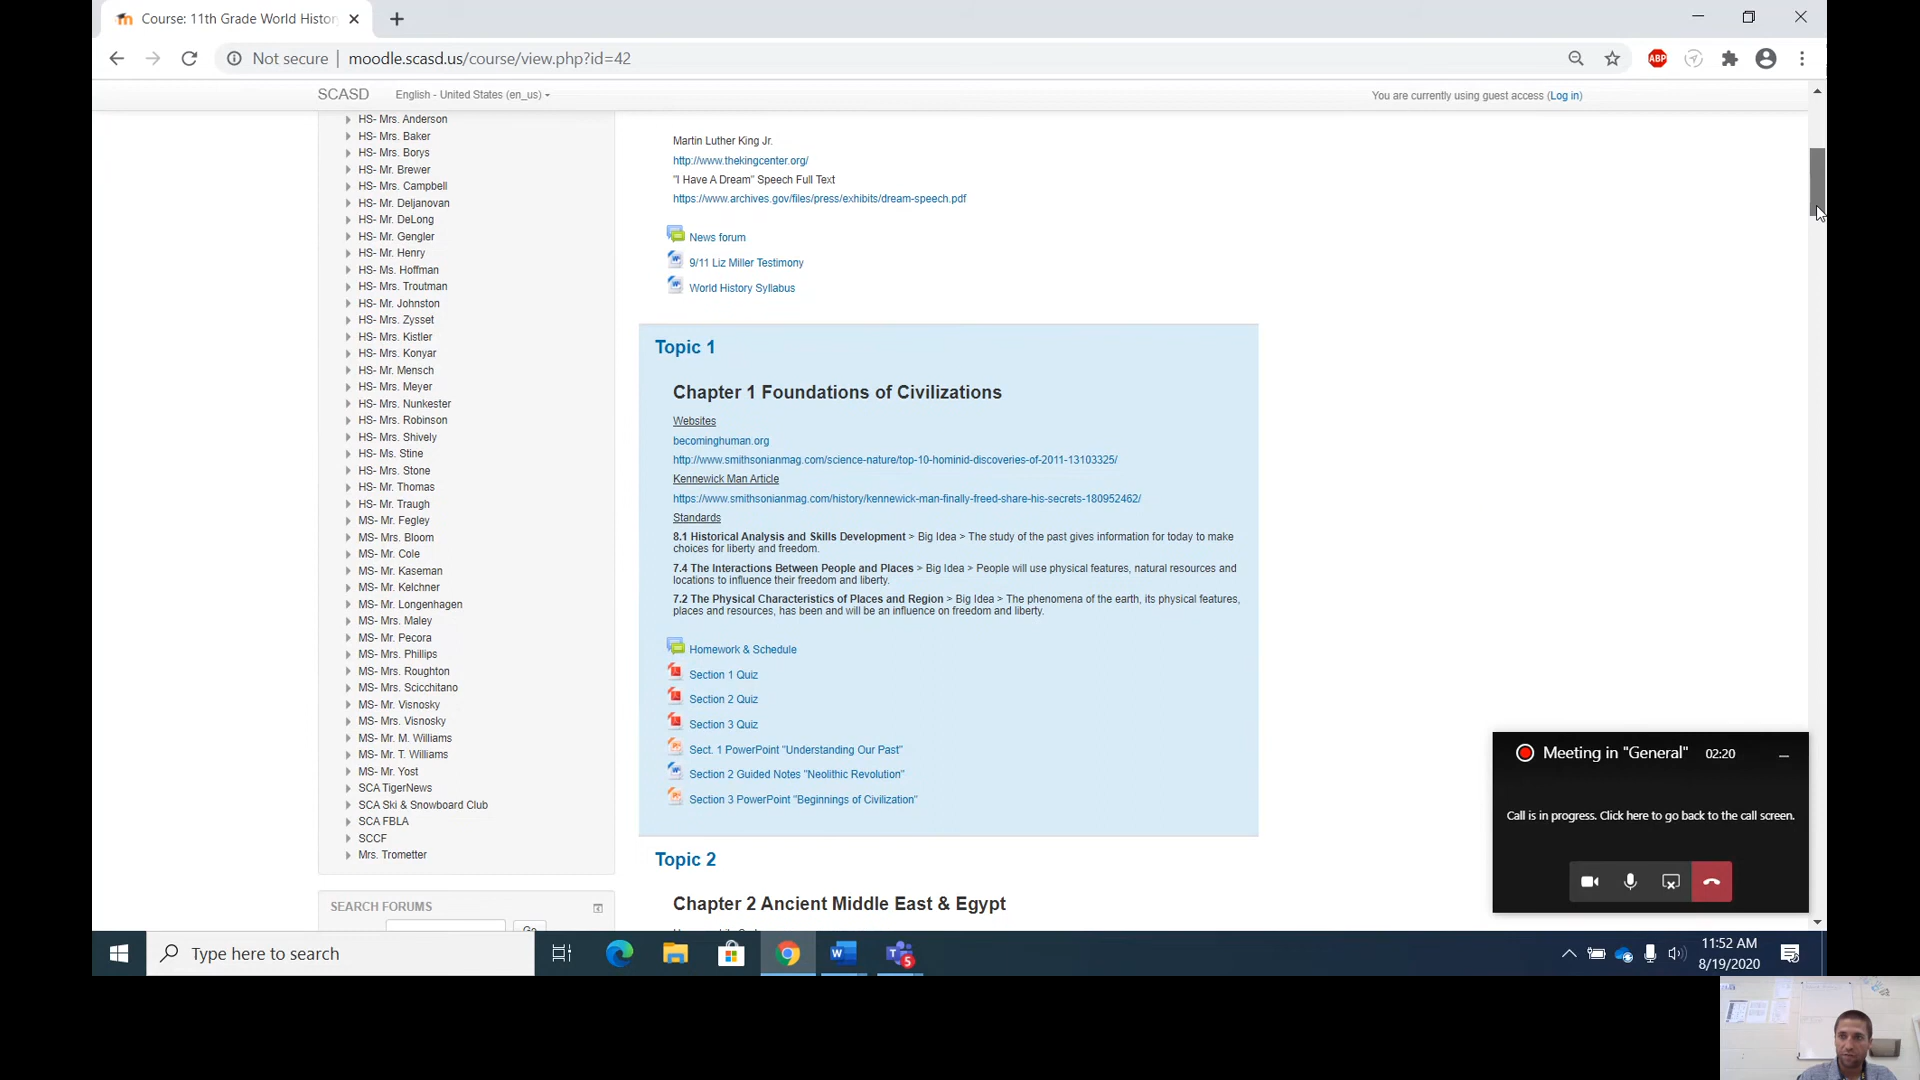 Course: 11th Grade World Histor
Not secure | moodle.scasd.us/course/view.php?id=42
ABP
SCASD English - United States (en_us)
You are currently using guest access (Log in)
HS- Mrs. Anderson
HS- Mrs. Baker
HS- Mrs. Borys
HS- Mr. Brewer
HS- Mrs. Campbell
HS- Mr. Deljanovan
HS- Mr. DeLong
HS- Mr. Gengler
HS- Mr. Henry
HS- Ms. Hoffman
HS- Mrs. Troutman
HS- Mr. Johnston
HS- Mrs. Zysset
HS- Mrs. Kistler
HS- Mrs. Konyar
HS- Mr. Mensch
HS- Mrs. Meyer
HS- Mrs. Nunkester
HS- Mrs. Robinson
HS- Mrs. Shively
HS- Ms. Stine
HS- Mrs. Stone
HS- Mr. Thomas
HS- Mr. Traugh
MS- Mr. Fegley
MS- Mrs. Bloom
MS- Mr. Cole
MS- Mr. Kaseman
MS- Mr. Kelchner
MS- Mr. Longenhagen
MS- Mrs. Maley
MS- Mr. Pecora
MS- Mrs. Phillips
MS- Mrs. Roughton
MS- Mrs. Scicchitano
MS- Mr. Visnosky
MS- Mrs. Visnosky
MS- Mr. M. Williams
MS- Mr. T. Williams
MS- Mr. Yost
SCA TigerNews
SCA Ski & Snowboard Club
SCA FBLA
SCCF
Mrs. Trometter
SEARCH FORUMS
Go
Martin Luther King Jr.
http://www.thekingcenter.org/
"I Have A Dream" Speech Full Text
https://www.archives.gov/files/press/exhibits/dream-speech.pdf
News forum
9/11 Liz Miller Testimony
World History Syllabus
Topic 1
Chapter 1 Foundations of Civilizations
Websites
becominghuman.org
http://www.smithsonianmag.com/science-nature/top-10-hominid-discoveries-of-2011-13103325/
Kennewick Man Article
https://www.smithsonianmag.com/history/kennewick-man-finally-freed-share-his-secrets-180952462/
Standards
8.1 Historical Analysis and Skills Development > Big Idea > The study of the past gives information for today to make
choices for liberty and freedom.
7.4 The Interactions Between People and Places > Big Idea > People will use physical features, natural resources and
locations to influence their freedom and liberty.
7.2 The Physical Characteristics of Places and Region > Big Idea > The phenomena of the earth, its physical features,
places and resources, has been and will be an influence on freedom and liberty.
Homework & Schedule
Section 1 Quiz
Section 2 Quiz
Section 3 Quiz
Sect. 1 PowerPoint "Understanding Our Past"
Section 2 Guided Notes "Neolithic Revolution"
Section 3 PowerPoint "Beginnings of Civilization"
Topic 2
Chapter 2 Ancient Middle East & Egypt
Meeting in "General" 02:20
Call is in progress. Click here to go back to the call screen.
Type here to search
5
11:52 AM
8/19/2020